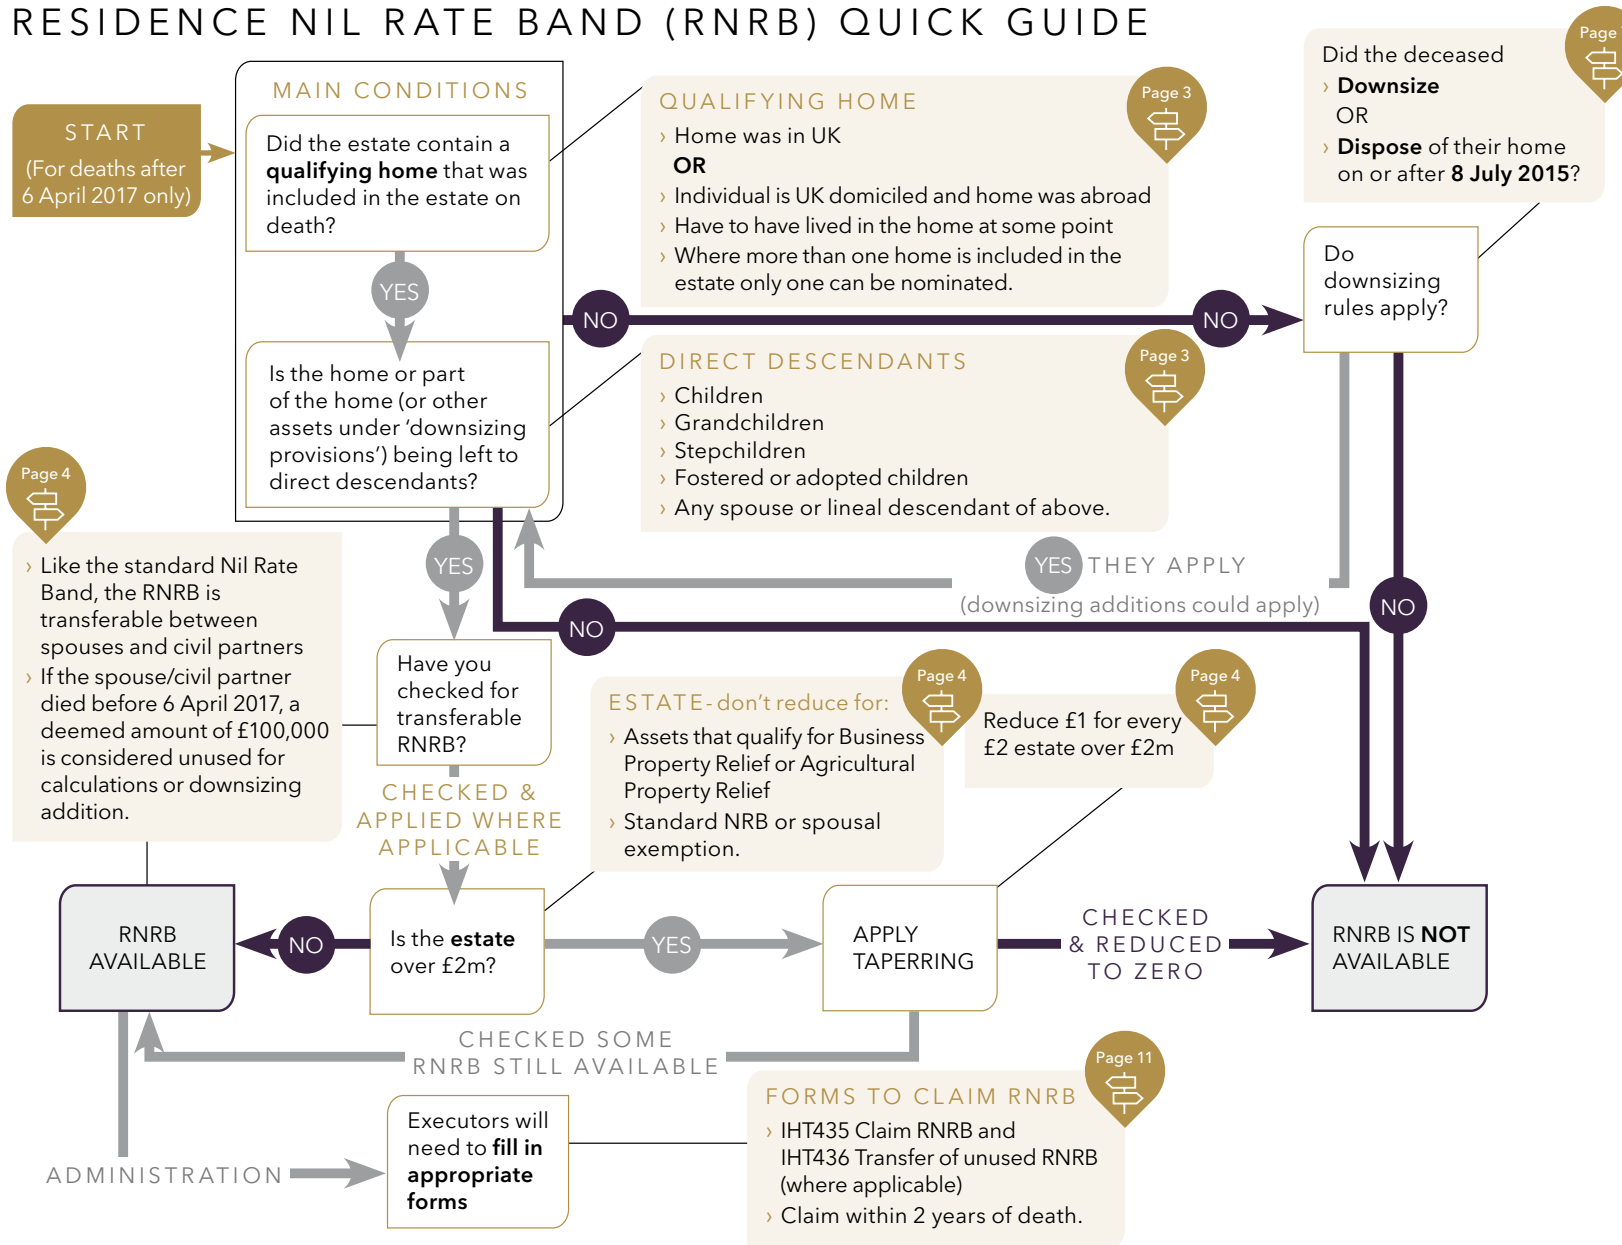 RESIDENCE NIL RATE BAND (RNRB) QUICK GUIDE
START
(For deaths after
6 April 2017 only)
MAIN CONDITIONS
Did the estate contain a
qualifying home that was
included in the estate on
death?
YES
Is the home or part
of the home (or other
assets under ‘downsizing
provisions’) being left to
direct descendants?
QUALIFYING HOME
› Home was in UK
OR
› Individual is UK domiciled and home was abroad
› Have to have lived in the home at some point
› Where more than one home is included in the
estate only one can be nominated.
Page 3
NO
NO
Did the deceased
› Downsize
OR
› Dispose of their home
on or after 8 July 2015?
Page
Do
downsizing
rules apply?
DIRECT DESCENDANTS
› Children
› Grandchildren
› Stepchildren
› Fostered or adopted children
› Any spouse or lineal descendant of above.
Page 3
YES THEY APPLY
(downsizing additions could apply)
NO
YES
NO
Page 4
› Like the standard Nil Rate
Band, the RNRB is
transferable between
spouses and civil partners
› If the spouse/civil partner
died before 6 April 2017, a
deemed amount of £100,000
is considered unused for
calculations or downsizing
addition.
Have you
checked for
transferable
RNRB?
CHECKED &
APPLIED WHERE
APPLICABLE
ESTATE- don’t reduce for:
› Assets that qualify for Business
Property Relief or Agricultural
Property Relief
› Standard NRB or spousal
exemption.
Page 4
Reduce £1 for every
£2 estate over £2m
Page 4
RNRB
AVAILABLE
NO
Is the estate
over £2m?
YES
APPLY
TAPERRING
CHECKED
& REDUCED
TO ZERO
RNRB IS NOT
AVAILABLE
CHECKED SOME
RNRB STILL AVAILABLE
ADMINISTRATION
Executors will
need to fill in
appropriate
forms
FORMS TO CLAIM RNRB
› IHT435 Claim RNRB and
IHT436 Transfer of unused RNRB
(where applicable)
› Claim within 2 years of death.
Page 11